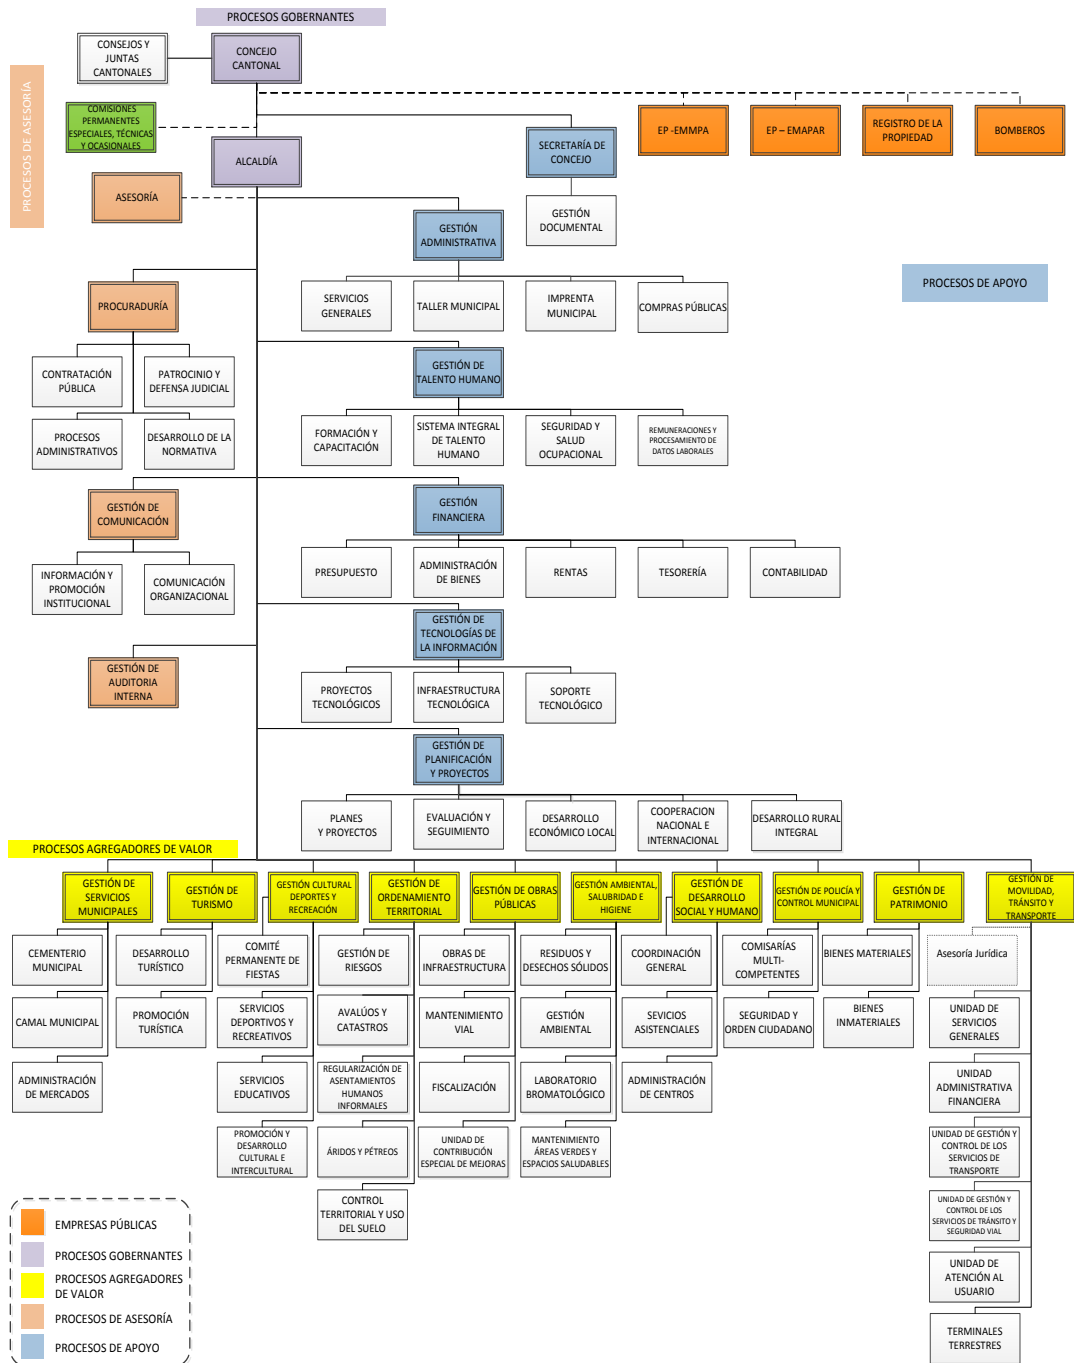 PROCESOS GOBERNANTES
CONSEJOS Y
JUNTAS
CANTONALES
CONCEJO
CANTONAL
PROCESOS DE ASESORÍA
COMISIONES
PERMANENTES
ESPECIALES, TÉCNICAS
Y OCASIONALES
EP -EMMPA
EP – EMAPAR
REGISTRO DE LA
PROPIEDAD
BOMBEROS
ALCALDÍA
SECRETARÍA DE
CONCEJO
ASESORÍA
GESTIÓN
DOCUMENTAL
GESTIÓN
ADMINISTRATIVA
PROCESOS DE APOYO
PROCURADURÍA
SERVICIOS
GENERALES
TALLER MUNICIPAL
IMPRENTA
MUNICIPAL
COMPRAS PÚBLICAS
CONTRATACIÓN
PÚBLICA
PATROCINIO Y
DEFENSA JUDICIAL
GESTIÓN DE
TALENTO HUMANO
PROCESOS
ADMINISTRATIVOS
DESARROLLO DE LA
NORMATIVA
FORMACIÓN Y
CAPACITACIÓN
SISTEMA INTEGRAL
DE TALENTO
HUMANO
SEGURIDAD Y
SALUD
OCUPACIONAL
REMUNERACIONES Y
PROCESAMIENTO DE
DATOS LABORALES
GESTIÓN DE
COMUNICACIÓN
GESTIÓN
FINANCIERA
INFORMACIÓN Y
PROMOCIÓN
INSTITUCIONAL
COMUNICACIÓN
ORGANIZACIONAL
PRESUPUESTO
ADMINISTRACIÓN
DE BIENES
RENTAS
TESORERÍA
CONTABILIDAD
GESTIÓN DE
TECNOLOGÍAS DE
LA INFORMACIÓN
GESTIÓN DE
AUDITORIA
INTERNA
PROYECTOS
TECNOLÓGICOS
INFRAESTRUCTURA
TECNOLÓGICA
SOPORTE
TECNOLÓGICO
GESTIÓN DE
PLANIFICACIÓN
Y PROYECTOS
PLANES
Y PROYECTOS
EVALUACIÓN Y
SEGUIMIENTO
DESARROLLO
ECONÓMICO LOCAL
COOPERACION
NACIONAL E
INTERNACIONAL
DESARROLLO RURAL
INTEGRAL
PROCESOS AGREGADORES DE VALOR
GESTIÓN DE
SERVICIOS
MUNICIPALES
GESTIÓN DE
TURISMO
GESTIÓN CULTURAL
DEPORTES Y
RECREACIÓN
GESTIÓN DE
ORDENAMIENTO
TERRITORIAL
GESTIÓN DE OBRAS
PÚBLICAS
GESTIÓN AMBIENTAL,
SALUBRIDAD E
HIGIENE
GESTIÓN DE
DESARROLLO
SOCIAL Y HUMANO
GESTIÓN DE POLICÍA Y
CONTROL MUNICIPAL
GESTIÓN DE
PATRIMONIO
GESTIÓN DE
MOVILIDAD,
TRÁNSITO Y
TRANSPORTE
CEMENTERIO
MUNICIPAL
DESARROLLO
TURÍSTICO
COMITÉ
PERMANENTE DE
FIESTAS
GESTIÓN DE
RIESGOS
OBRAS DE
INFRAESTRUCTURA
RESIDUOS Y
DESECHOS SÓLIDOS
COORDINACIÓN
GENERAL
COMISARÍAS
MULTI-
COMPETENTES
BIENES MATERIALES
Asesoría Jurídica
CAMAL MUNICIPAL
PROMOCIÓN
TURÍSTICA
SERVICIOS
DEPORTIVOS Y
RECREATIVOS
AVALÚOS Y
CATASTROS
MANTENIMIENTO
VIAL
GESTIÓN
AMBIENTAL
SEVICIOS
ASISTENCIALES
SEGURIDAD Y
ORDEN CIUDADANO
BIENES
INMATERIALES
UNIDAD DE
SERVICIOS
GENERALES
ADMINISTRACIÓN
DE MERCADOS
SERVICIOS
EDUCATIVOS
REGULARIZACIÓN DE
ASENTAMIENTOS
HUMANOS
INFORMALES
FISCALIZACIÓN
LABORATORIO
BROMATOLÓGICO
ADMINISTRACIÓN
DE CENTROS
UNIDAD
ADMINISTRATIVA
FINANCIERA
PROMOCIÓN Y
DESARROLLO
CULTURAL E
INTERCULTURAL
ÁRIDOS Y PÉTREOS
UNIDAD DE
CONTRIBUCIÓN
ESPECIAL DE MEJORAS
MANTENIMIENTO
ÁREAS VERDES Y
ESPACIOS SALUDABLES
UNIDAD DE GESTIÓN Y
CONTROL DE LOS
SERVICIOS DE
TRANSPORTE
CONTROL
TERRITORIAL Y USO
DEL SUELO
UNIDAD DE GESTIÓN Y
CONTROL DE LOS
SERVICIOS DE TRÁNSITO Y
SEGURIDAD VIAL
UNIDAD DE
ATENCIÓN AL
USUARIO
TERMINALES
TERRESTRES
EMPRESAS PÚBLICAS
PROCESOS GOBERNANTES
PROCESOS AGREGADORES
DE VALOR
PROCESOS DE ASESORÍA
PROCESOS DE APOYO